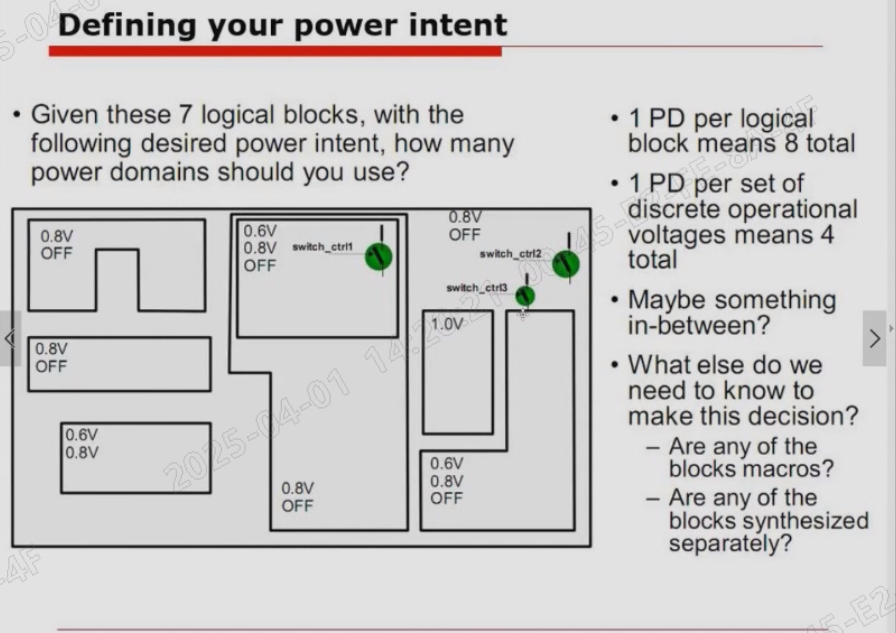 Defining your power intent
• Given these 7 logical blocks, with the
following desired power intent, how many
power domains should you use?
0.8V
OFF
0.8V
OFF
0.6V
0.8V
0.6V
0.8V
OFF
switch_ctrl1
0.8V
OFF
0.8V
OFF
switch_ctrl2
switch_ctrl3
1.0V
0.6V
0.8V
OFF
• 1 PD per logical
block means 8 total
• 1 PD per set of
discrete operational
voltages means 4
total
• Maybe something
in-between?
• What else do we
need to know to
make this decision?
– Are any of the
blocks macros?
– Are any of the
blocks synthesized
separately?